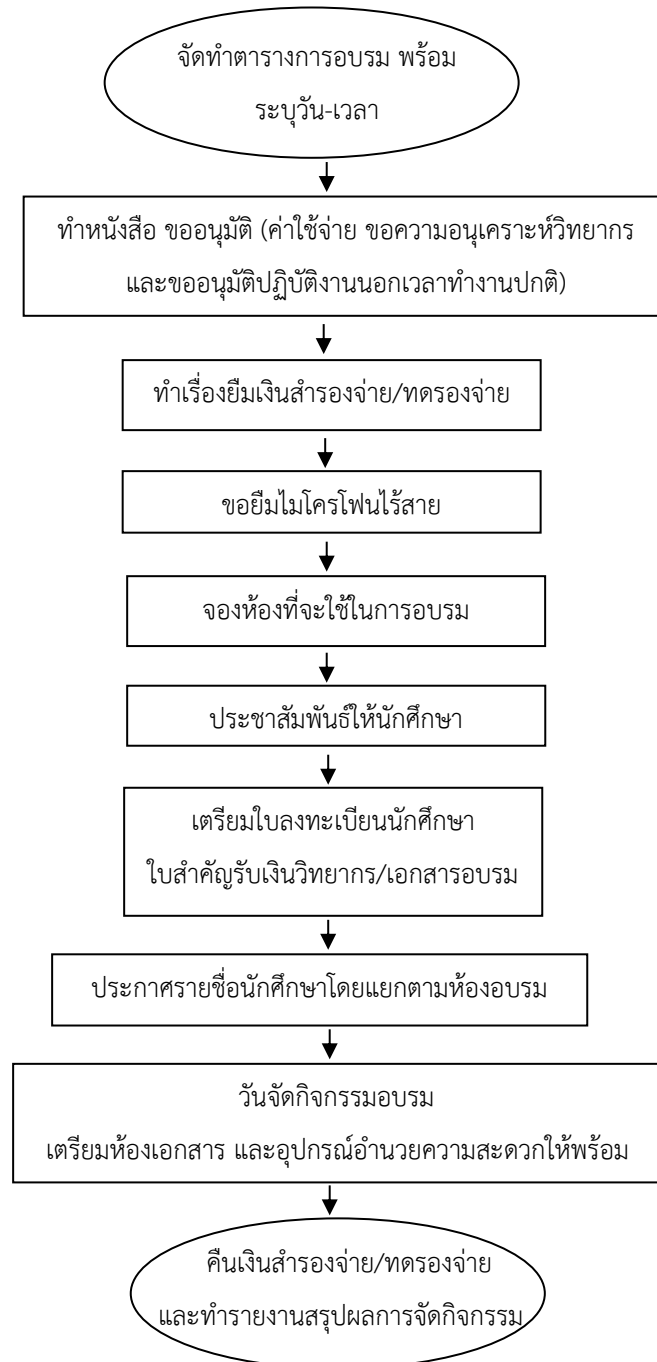 จัดทำตารางการอบรม พร้อม
ระบุวัน-เวลา
ทำหนังสือ ขออนุมัติ (ค่าใช้จ่าย ขอความอนุเคราะห์วิทยากร
และขออนุมัติปฏิบัติงานนอกเวลาทำงานปกติ)
ทำเรื่องยืมเงินสำรองจ่าย/ทดรองจ่าย
ขอยืมไมโครโฟนไร้สาย
จองห้องที่จะใช้ในการอบรม
ประชาสัมพันธ์ให้นักศึกษา
เตรียมใบลงทะเบียนนักศึกษา
ใบสำคัญรับเงินวิทยากร/เอกสารอบรม
ประกาศรายชื่อนักศึกษาโดยแยกตามห้องอบรม
วันจัดกิจกรรมอบรม
เตรียมห้องเอกสาร และอุปกรณ์อำนวยความสะดวกให้พร้อม
คืนเงินสำรองจ่าย/ทดรองจ่าย
และทำรายงานสรุปผลการจัดกิจกรรม